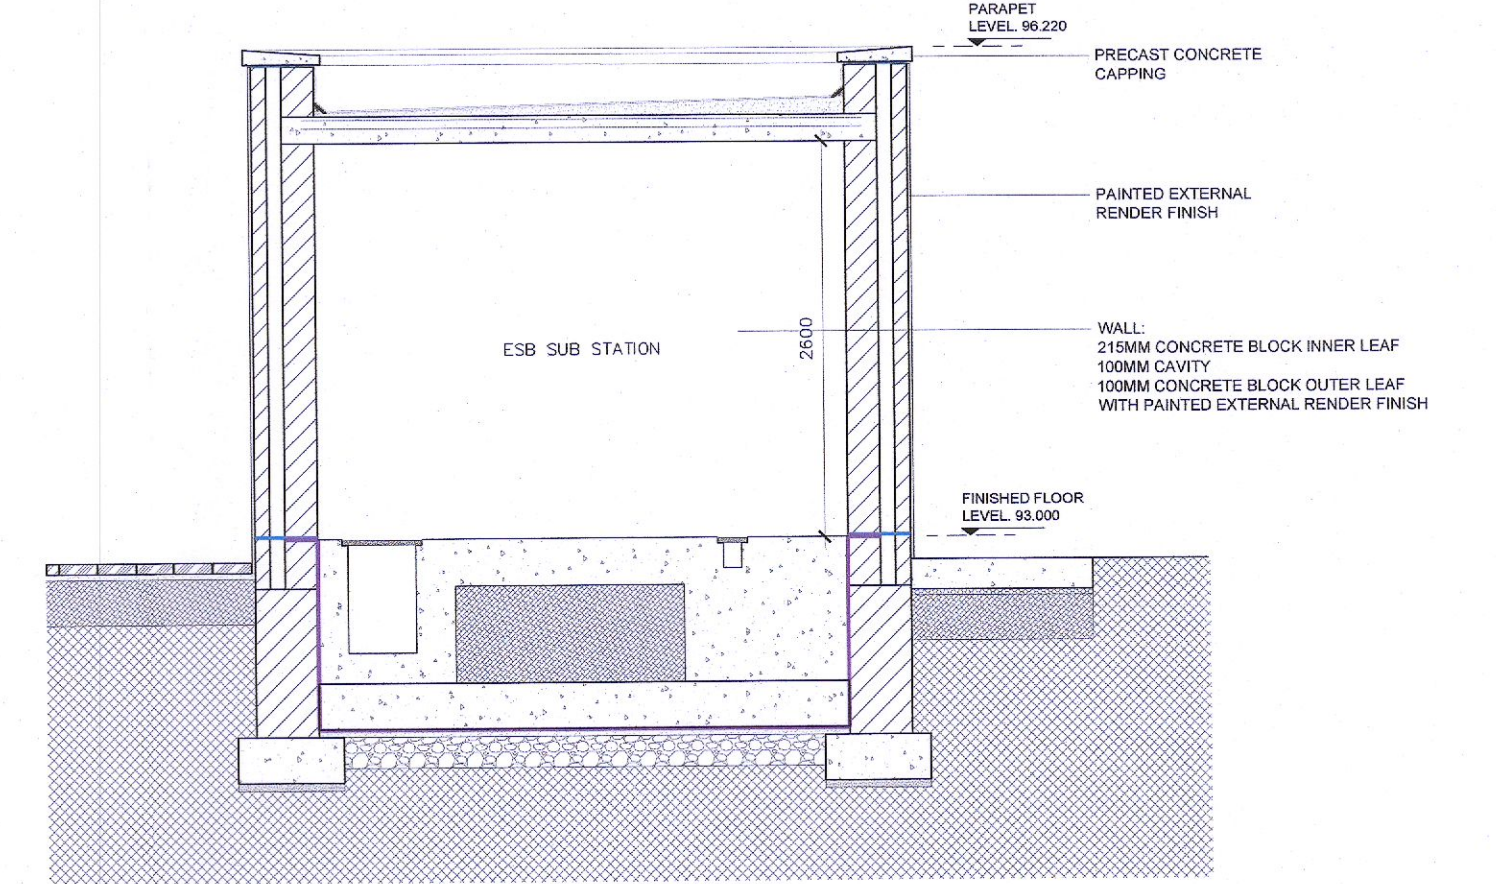 PARAPET
LEVEL. 96.220
PRECAST CONCRETE
CAPPING
PAINTED EXTERNAL
RENDER FINISH
ESB SUB STATION
2600
WALL:
215MM CONCRETE BLOCK INNER LEAF
100MM CAVITY
100MM CONCRETE BLOCK OUTER LEAF
WITH PAINTED EXTERNAL RENDER FINISH
FINISHED FLOOR
LEVEL. 93.000